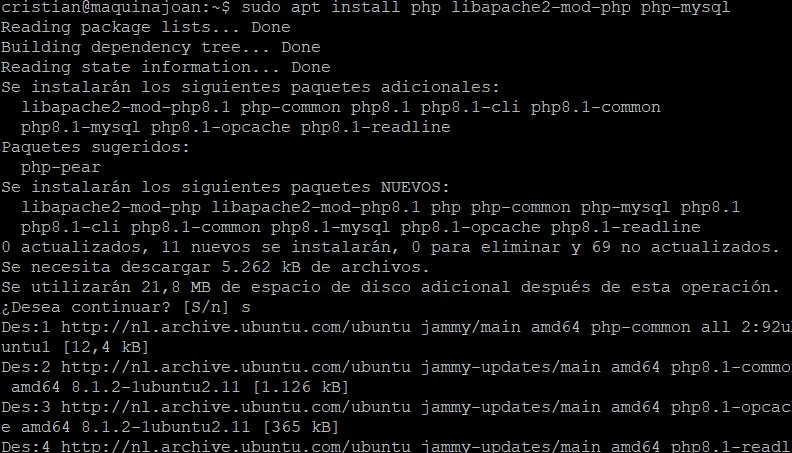 cristian@maquinajoan:~$ sudo apt install php libapache2-mod-php php-mysql
Reading package lists... Done
Building dependency tree... Done
Reading state information... Done
Se instalarán los siguientes paquetes adicionales:
  libapache2-mod-php8.1 php-common php8.1 php8.1-cli php8.1-common
  php8.1-mysql php8.1-opcache php8.1-readline
Paquetes sugeridos:
  php-pear
Se instalarán los siguientes paquetes NUEVOS:
  libapache2-mod-php libapache2-mod-php8.1 php php-common php-mysql php8.1
  php8.1-cli php8.1-common php8.1-mysql php8.1-opcache php8.1-readline
0 actualizados, 11 nuevos se instalarán, 0 para eliminar y 69 no actualizados.
Se necesita descargar 5.262 kB de archivos.
Se utilizarán 21,8 MB de espacio de disco adicional después de esta operación.
¿Desea continuar? [S/n] s
Des:1 http://nl.archive.ubuntu.com/ubuntu jammy/main amd64 php-common all 2:92u
untu1 [12,4 kB]
Des:2 http://nl.archive.ubuntu.com/ubuntu jammy-updates/main amd64 php8.1-commo
 amd64 8.1.2-1ubuntu2.11 [1.126 kB]
Des:3 http://nl.archive.ubuntu.com/ubuntu jammy-updates/main amd64 php8.1-opcac
e amd64 8.1.2-1ubuntu2.11 [365 kB]
Des:4 http://nl.archive.ubuntu.com/ubuntu jammy-updates/main amd64 php8.1-readl